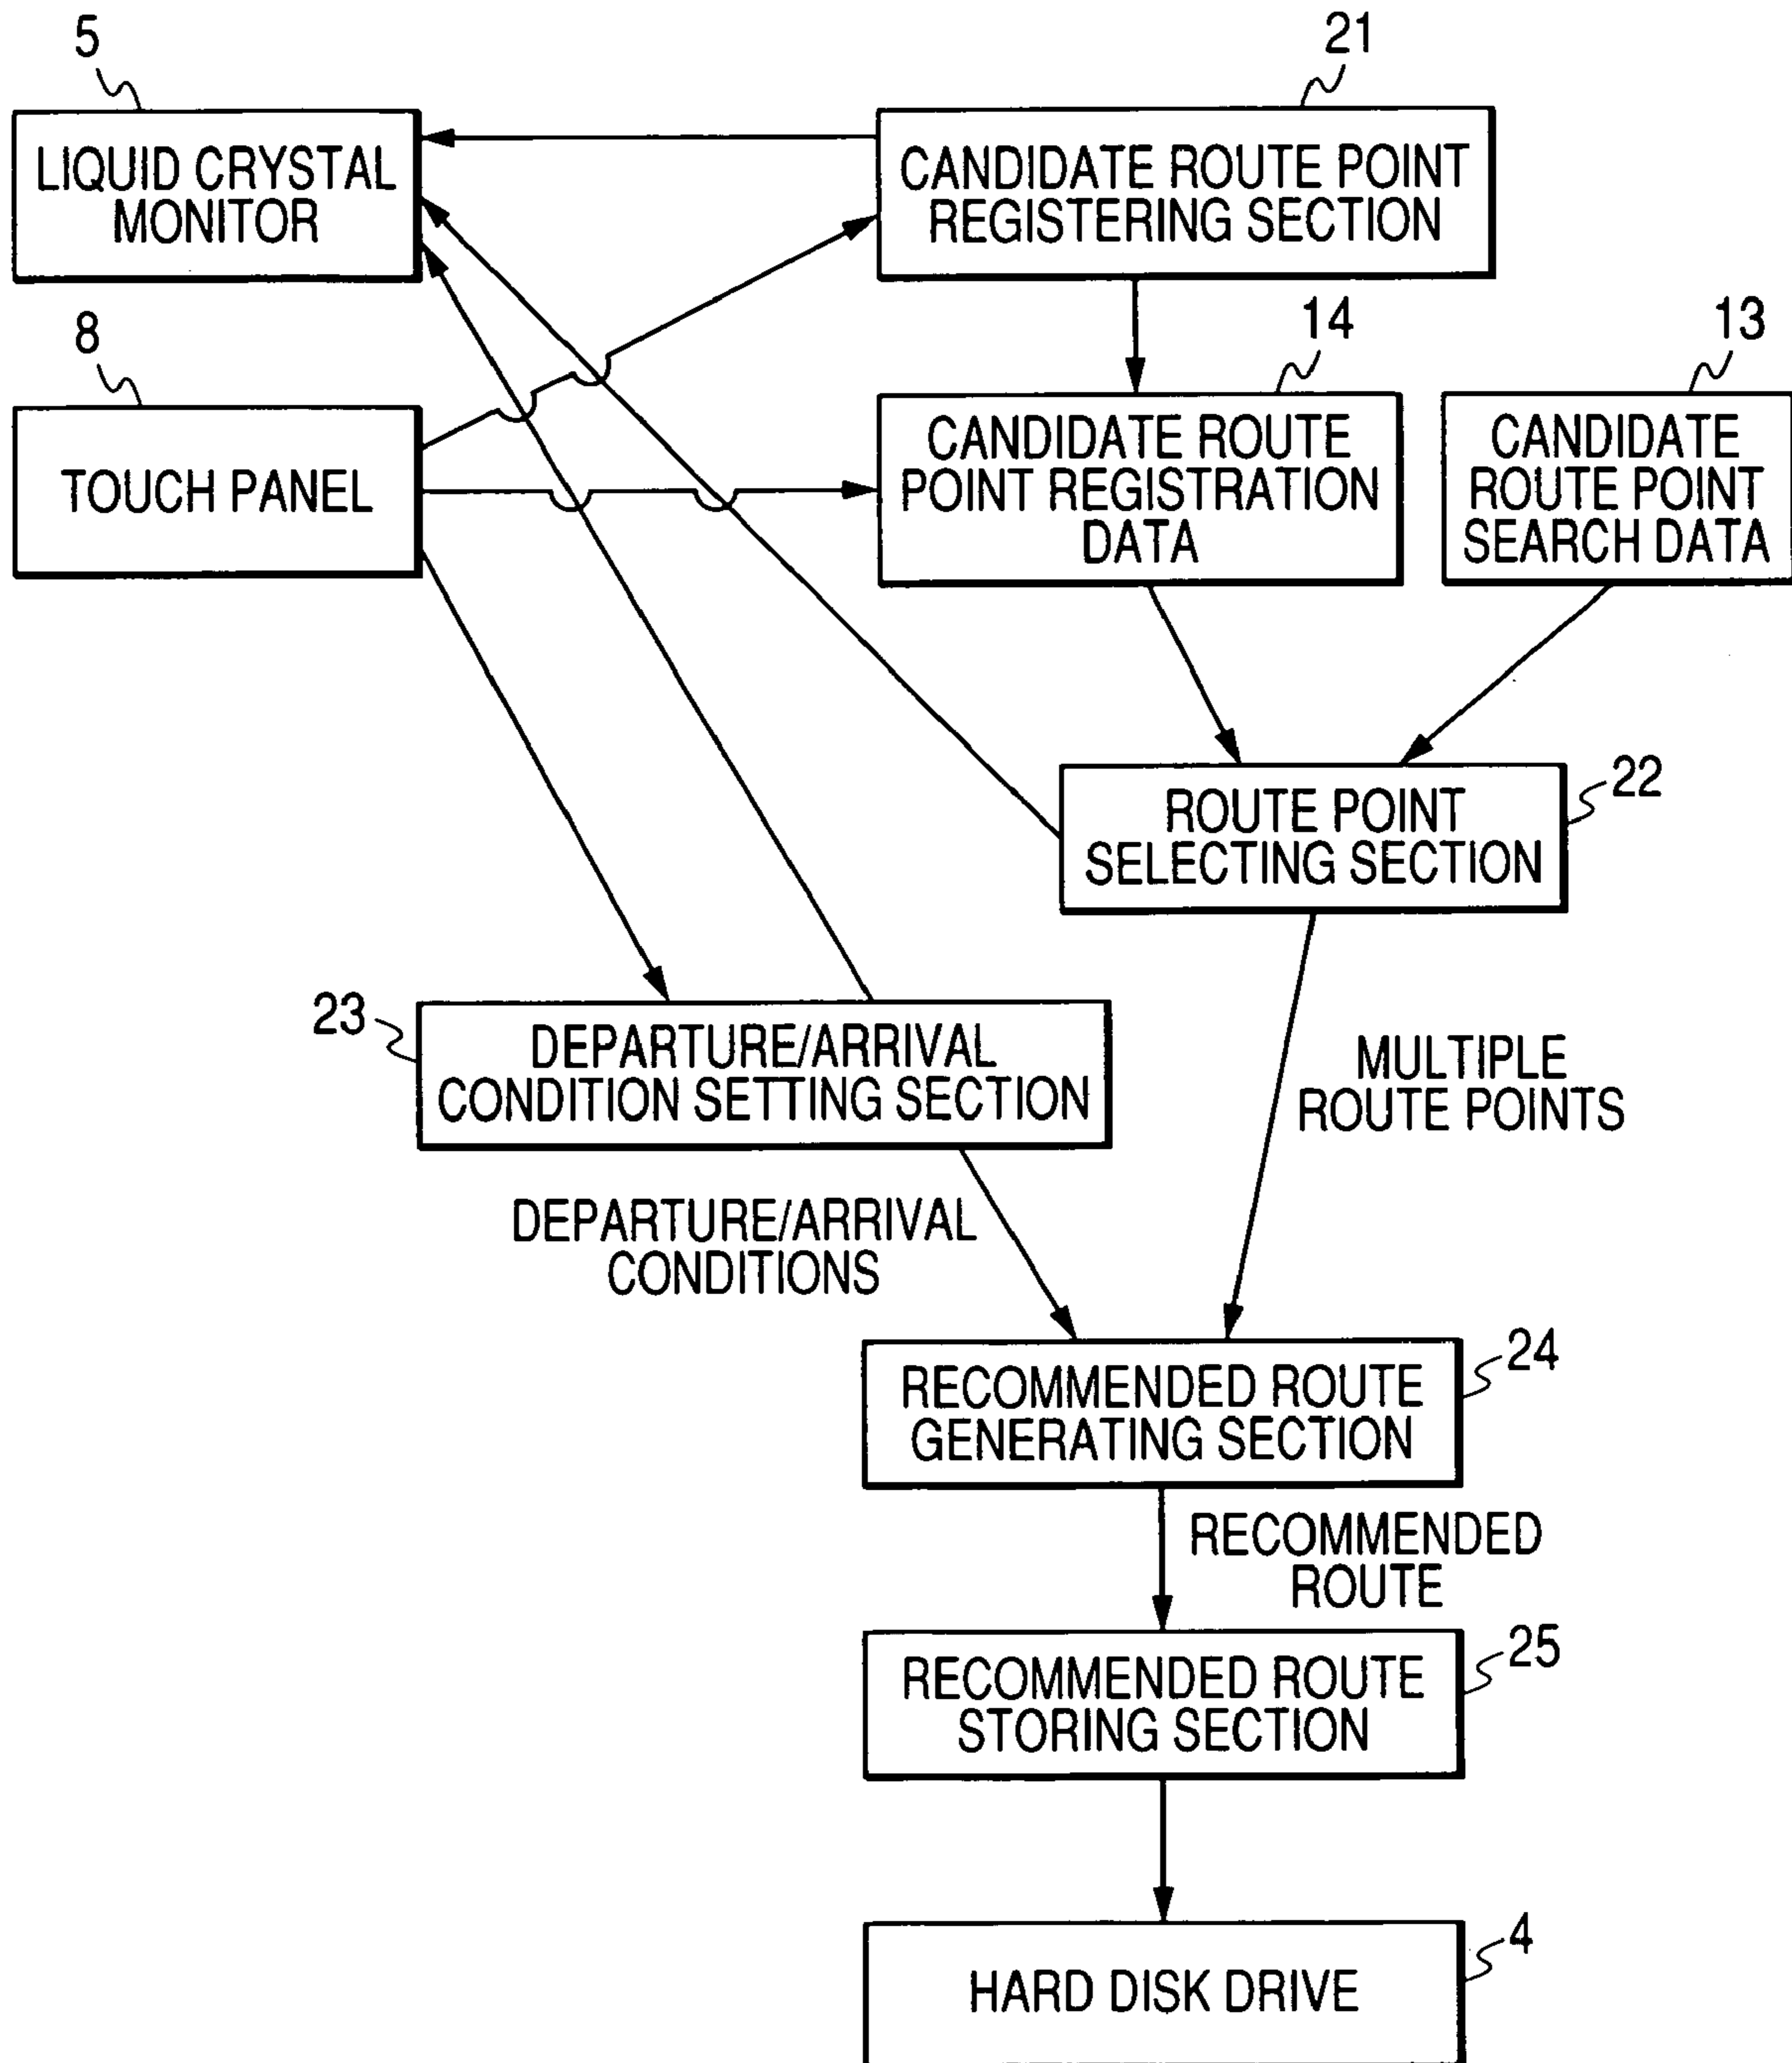 5
21
LIQUID CRYSTAL
MONITOR
CANDIDATE ROUTE POINT
REGISTERING SECTION
8
14
13
TOUCH PANEL
CANDIDATE ROUTE
POINT REGISTRATION
DATA
CANDIDATE
ROUTE POINT
SEARCH DATA
22
ROUTE POINT
SELECTING SECTION
23
DEPARTURE/ARRIVAL
CONDITION SETTING SECTION
MULTIPLE
ROUTE POINTS
DEPARTURE/ARRIVAL
CONDITIONS
24
RECOMMENDED ROUTE
GENERATING SECTION
RECOMMENDED
ROUTE
25
RECOMMENDED ROUTE
STORING SECTION
4
HARD DISK DRIVE